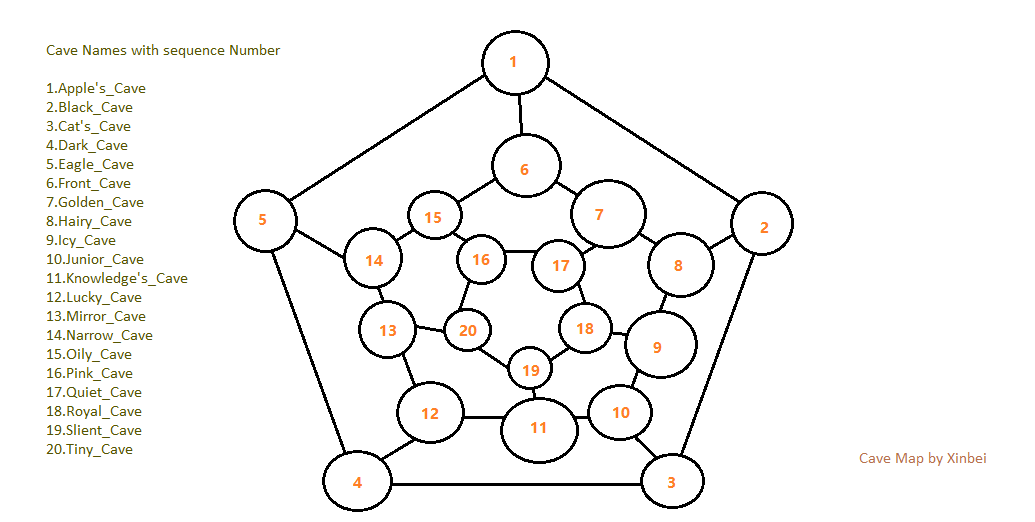 Cave Names with sequence Number
1.Apple's_Cave
2.Black_Cave
3.Cat's_Cave
4.Dark_Cave
5.Eagle_Cave
6.Front_Cave
7.Golden_Cave
8.Hairy_Cave
9.Icy_Cave
10.Junior_Cave
11.Knowledge's_Cave
12.Lucky_Cave
13.Mirror_Cave
14.Narrow_Cave
15.Oily_Cave
16.Pink_Cave
17.Quiet_Cave
18.Royal_Cave
19.Slient_Cave
20.Tiny_Cave
1
6
5
15
7
2
14
16
17
8
13
20
18
9
19
12
11
10
4
3
Cave Map by Xinbei